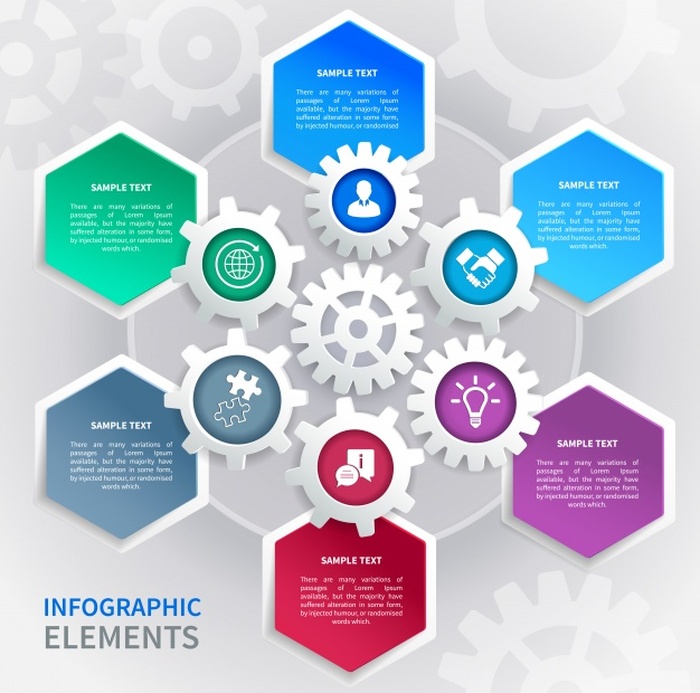 SAMPLE TEXT
There are many variations of
passages of Lorem Ipsum
available, but the majority have
suffered alteration in some form,
by injected humour, or randomised
SAMPLE TEXT
There are many variations of
passages of Lorem Ipsum
available, but the majority have
suffered alteration in some form,
by injected humour, or randomised
words which.
SAMPLE TEXT
There are many variations of
passages of Lorem Ipsum
available, but the majority have
suffered alteration in some form,
by injected humour, or randomised
words which.
SAMPLE TEXT
There are many variations of
passages of Lorem Ipsum
available, but the majority have
suffered alteration in some form,
by injected humour, or randomised
words which.
SAMPLE TEXT
There are many variations of
passages of Lorem Ipsum
available, but the majority have
suffered alteration in some form,
by injected humour, or randomised
words which.
i
SAMPLE TEXT
There are many variations of
passages of Lorem Ipsum
available, but the majority have
suffered alteration in some form,
by injected humour, or randomised
words which.
INFOGRAPHIC
ELEMENTS